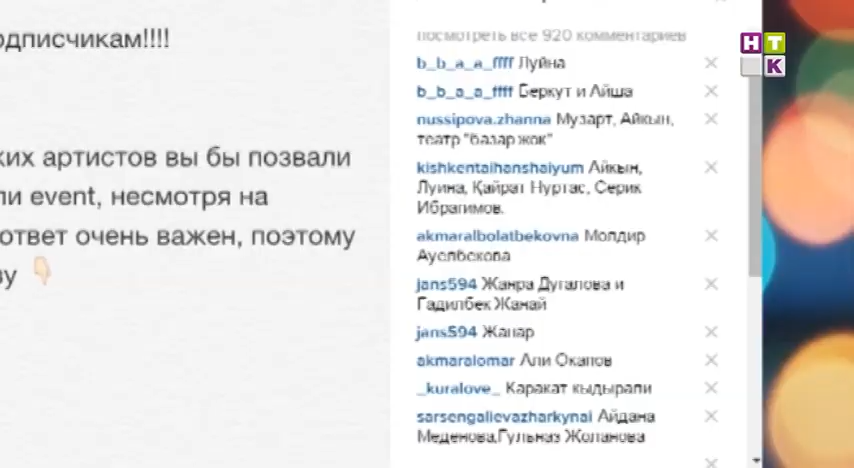 одписчикам!!!!
ких артистов вы бы позвали
ли event, несмотря на
ответ очень важен, поэтому
зу
посмотреть все 920 комментариев
b_b_a_a_ffff Луйна
b_b_a_a_ffff Беркут и Айша
nussipova.zhanna Музарт, Айкын,
театр "базар жок"
kishkentaihanshaiyum Айкын,
Луина, Қайрат Нуртас, Серик
Ибрагимов.
akmaralbolatbekovna Молдир
Ауелбекова
jans594 Жанра Дугалова и
Гадилбек Жанай
jans594 Жанар
akmaralomar Али Окапов
_kuralove_ Каракат кыдырали
sarsengalievazharkynai Айдана
Меденова,Гульназ Жоланова
НТК